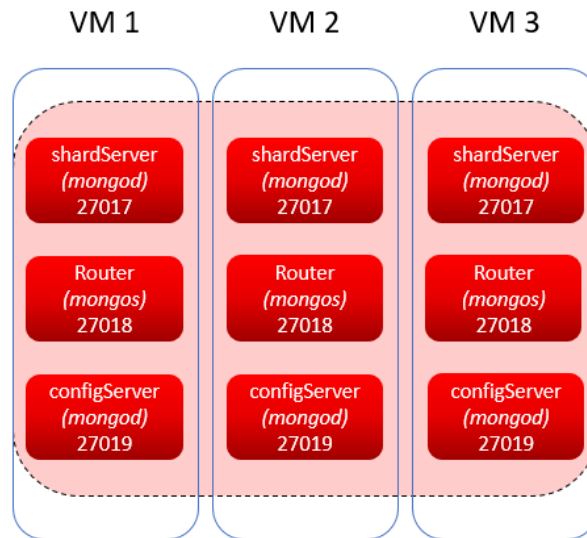 VM 1
VM 2
VM 3
shardServer
(mongod)
27017
shardServer
(mongod)
27017
shardServer
(mongod)
27017
Router
(mongos)
27018
Router
(mongos)
27018
Router
(mongos)
27018
configServer
(mongod)
27019
configServer
(mongod)
27019
configServer
(mongod)
27019